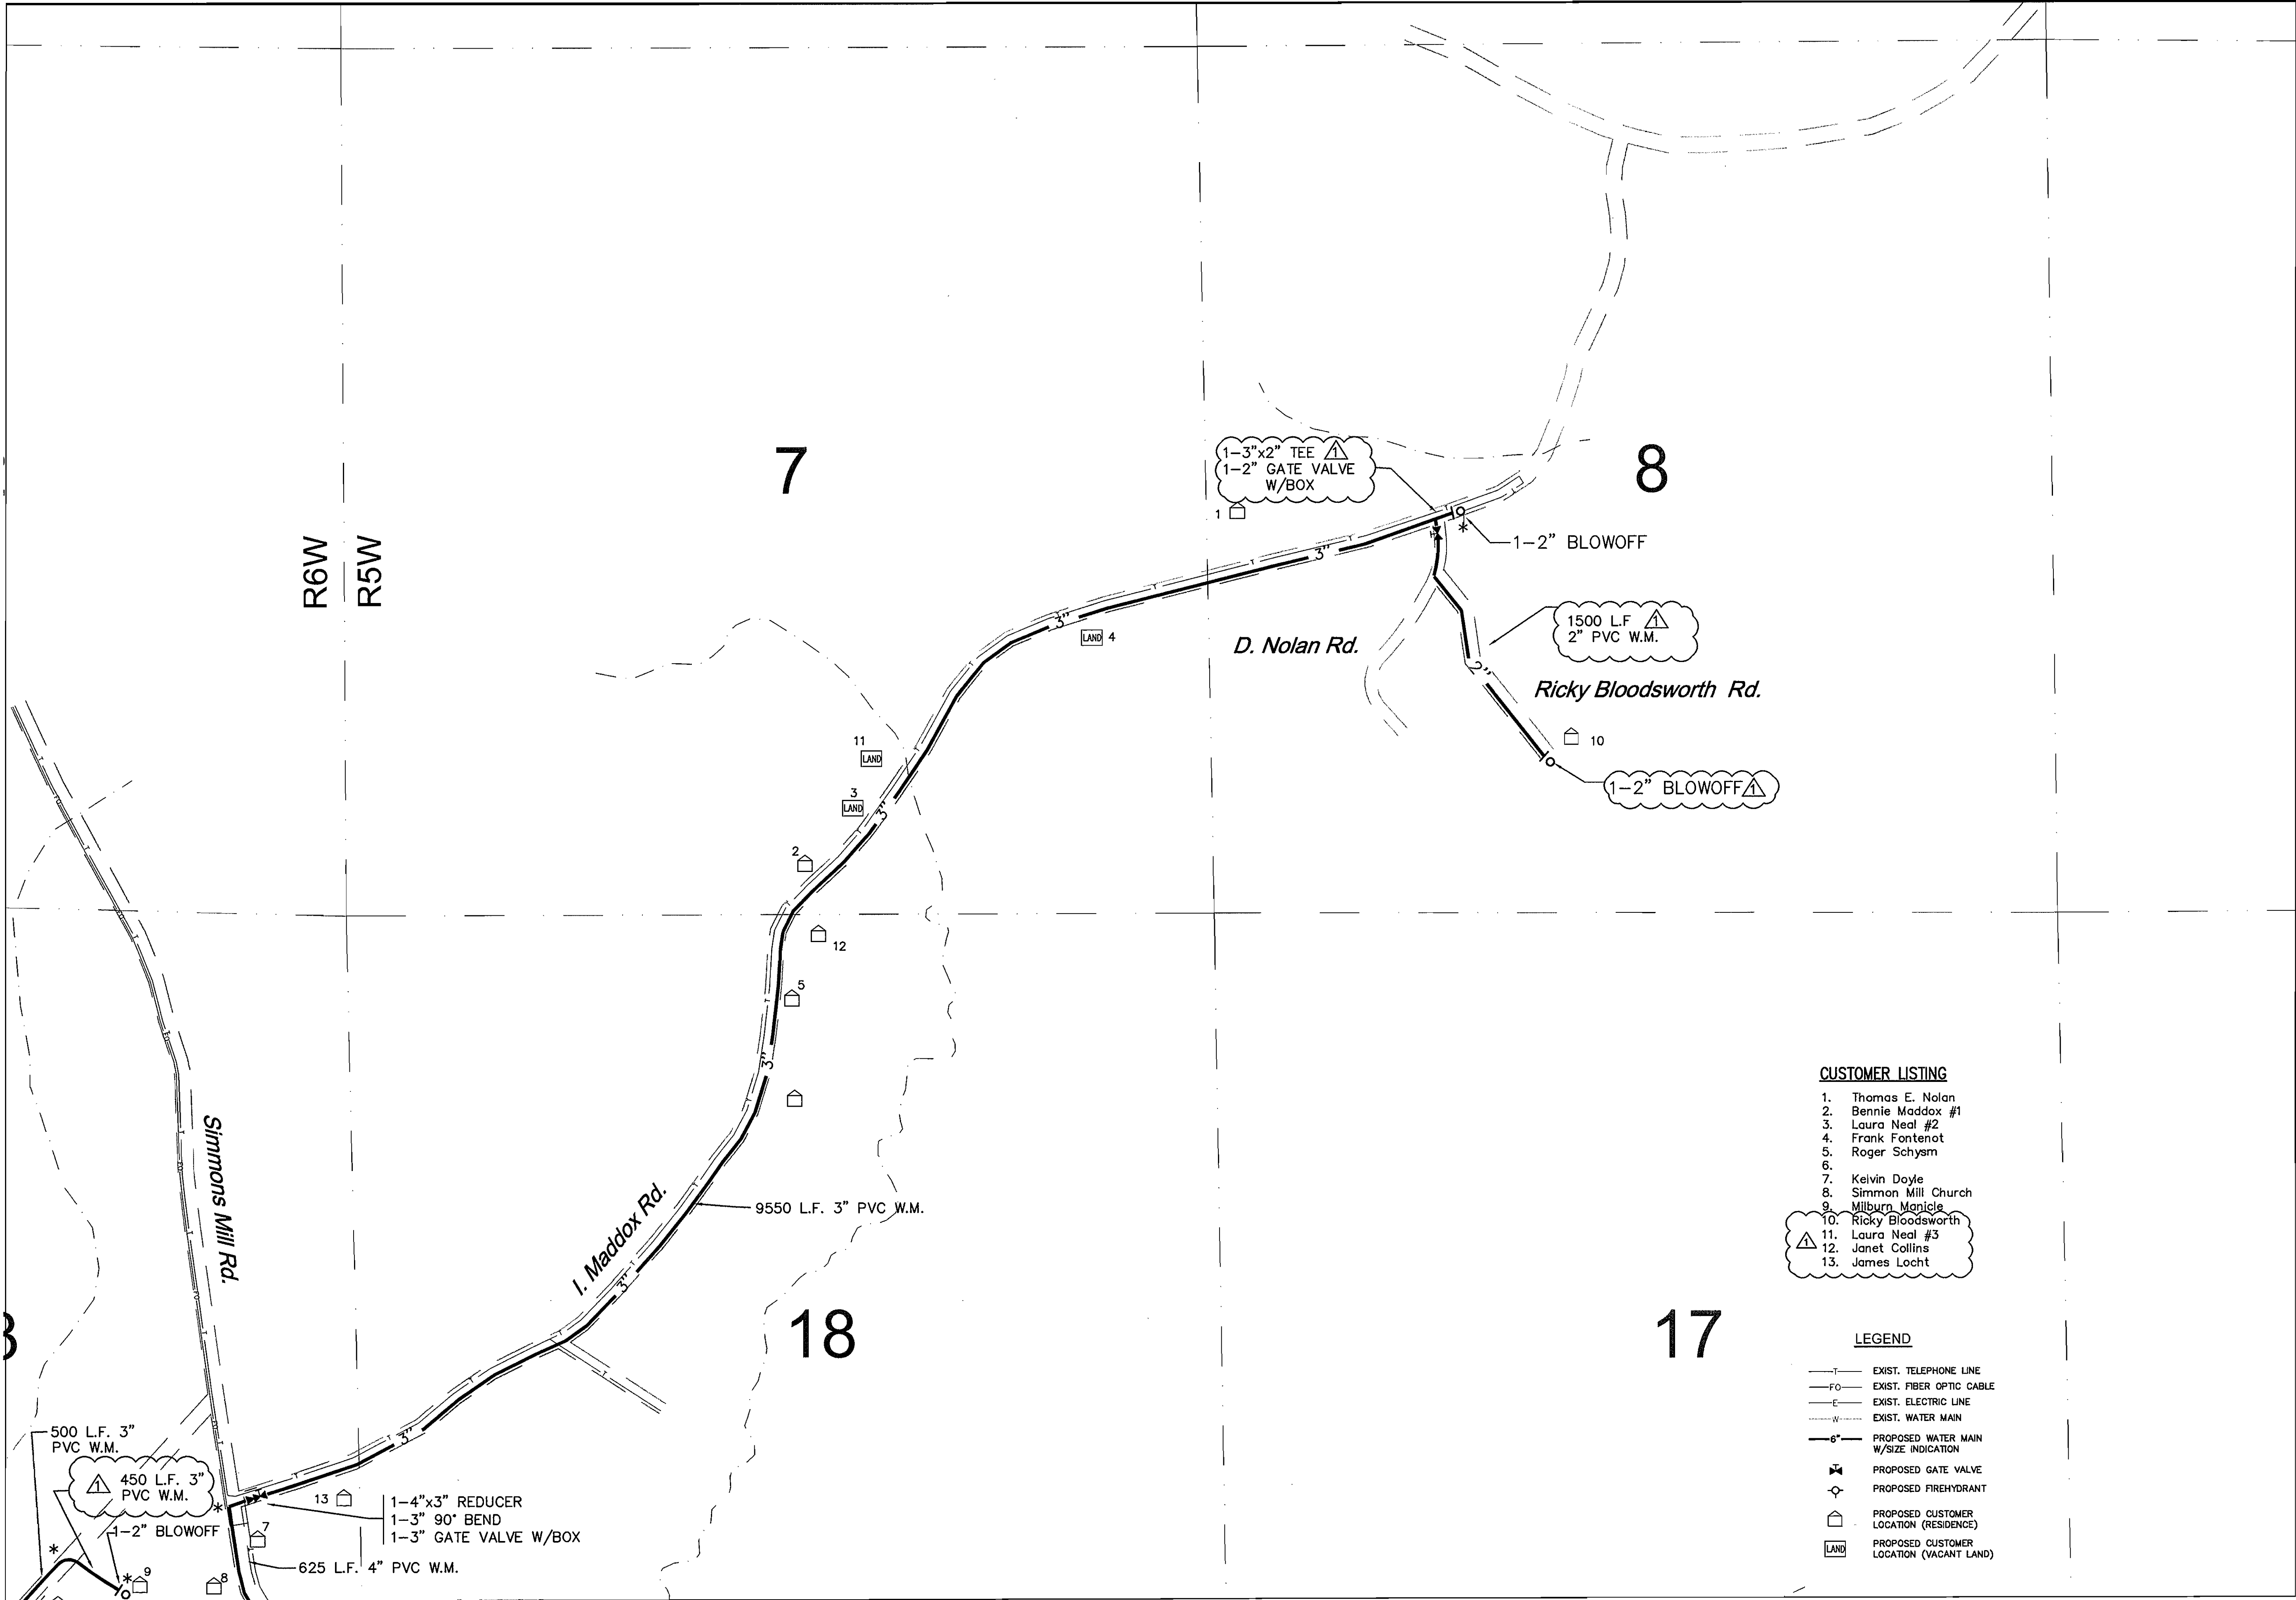 7
8
R6W
R5W
1-3"x2" TEE 1
1-2" GATE VALVE
W/BOX
1
1-2" BLOWOFF
3"
3"
LAND 4
D. Nolan Rd.
1500 L.F 1
2" PVC W.M.
2"
Ricky Bloodsworth Rd.
10
1-2" BLOWOFF 1
11
LAND
3
LAND
3"
2
12
5
3"
9550 L.F. 3" PVC W.M.
I. Maddox Rd.
3"
Simmons Mill Rd.
18
17
3"
500 L.F. 3"
PVC W.M.
1 450 L.F. 3"
PVC W.M.
1-2" BLOWOFF
13
1-4"x3" REDUCER
1-3" 90° BEND
1-3" GATE VALVE W/BOX
7
625 L.F. 4" PVC W.M.
9
8
CUSTOMER LISTING
1. Thomas E. Nolan
2. Bennie Maddox #1
3. Laura Neal #2
4. Frank Fontenot
5. Roger Schysm
6.
7. Kelvin Doyle
8. Simmon Mill Church
9. Milburn Manicle
10. Ricky Bloodsworth
1 11. Laura Neal #3
12. Janet Collins
13. James Locht
LEGEND
T EXIST. TELEPHONE LINE
FO EXIST. FIBER OPTIC CABLE
E EXIST. ELECTRIC LINE
W EXIST. WATER MAIN
6" PROPOSED WATER MAIN
W/SIZE INDICATION
PROPOSED GATE VALVE
PROPOSED FIREHYDRANT
PROPOSED CUSTOMER
LOCATION (RESIDENCE)
LAND PROPOSED CUSTOMER
LOCATION (VACANT LAND)